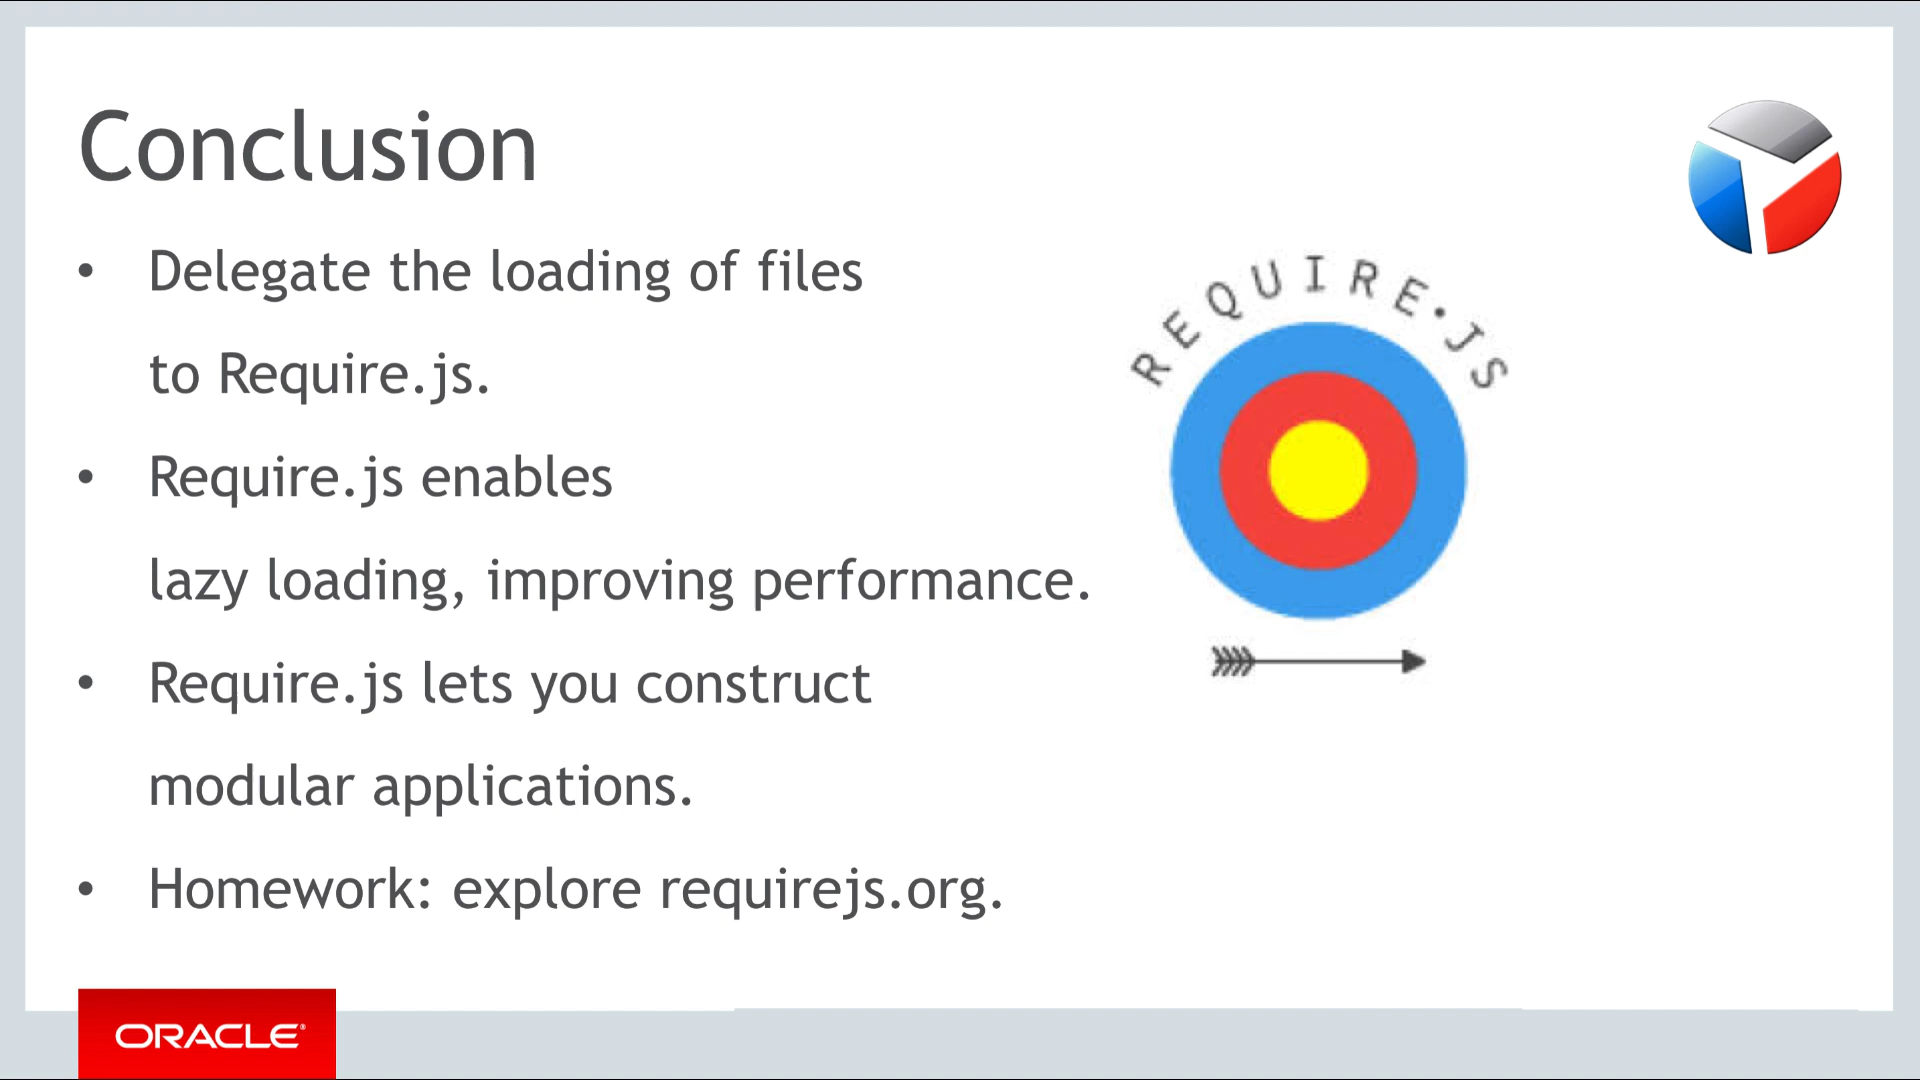 Conclusion
• Delegate the loading of files
to Require.js.
• Require.js enables
lazy loading, improving performance.
• Require.js lets you construct
modular applications.
• Homework: explore requirejs.org.
REQUIRE•JS
ORACLE®